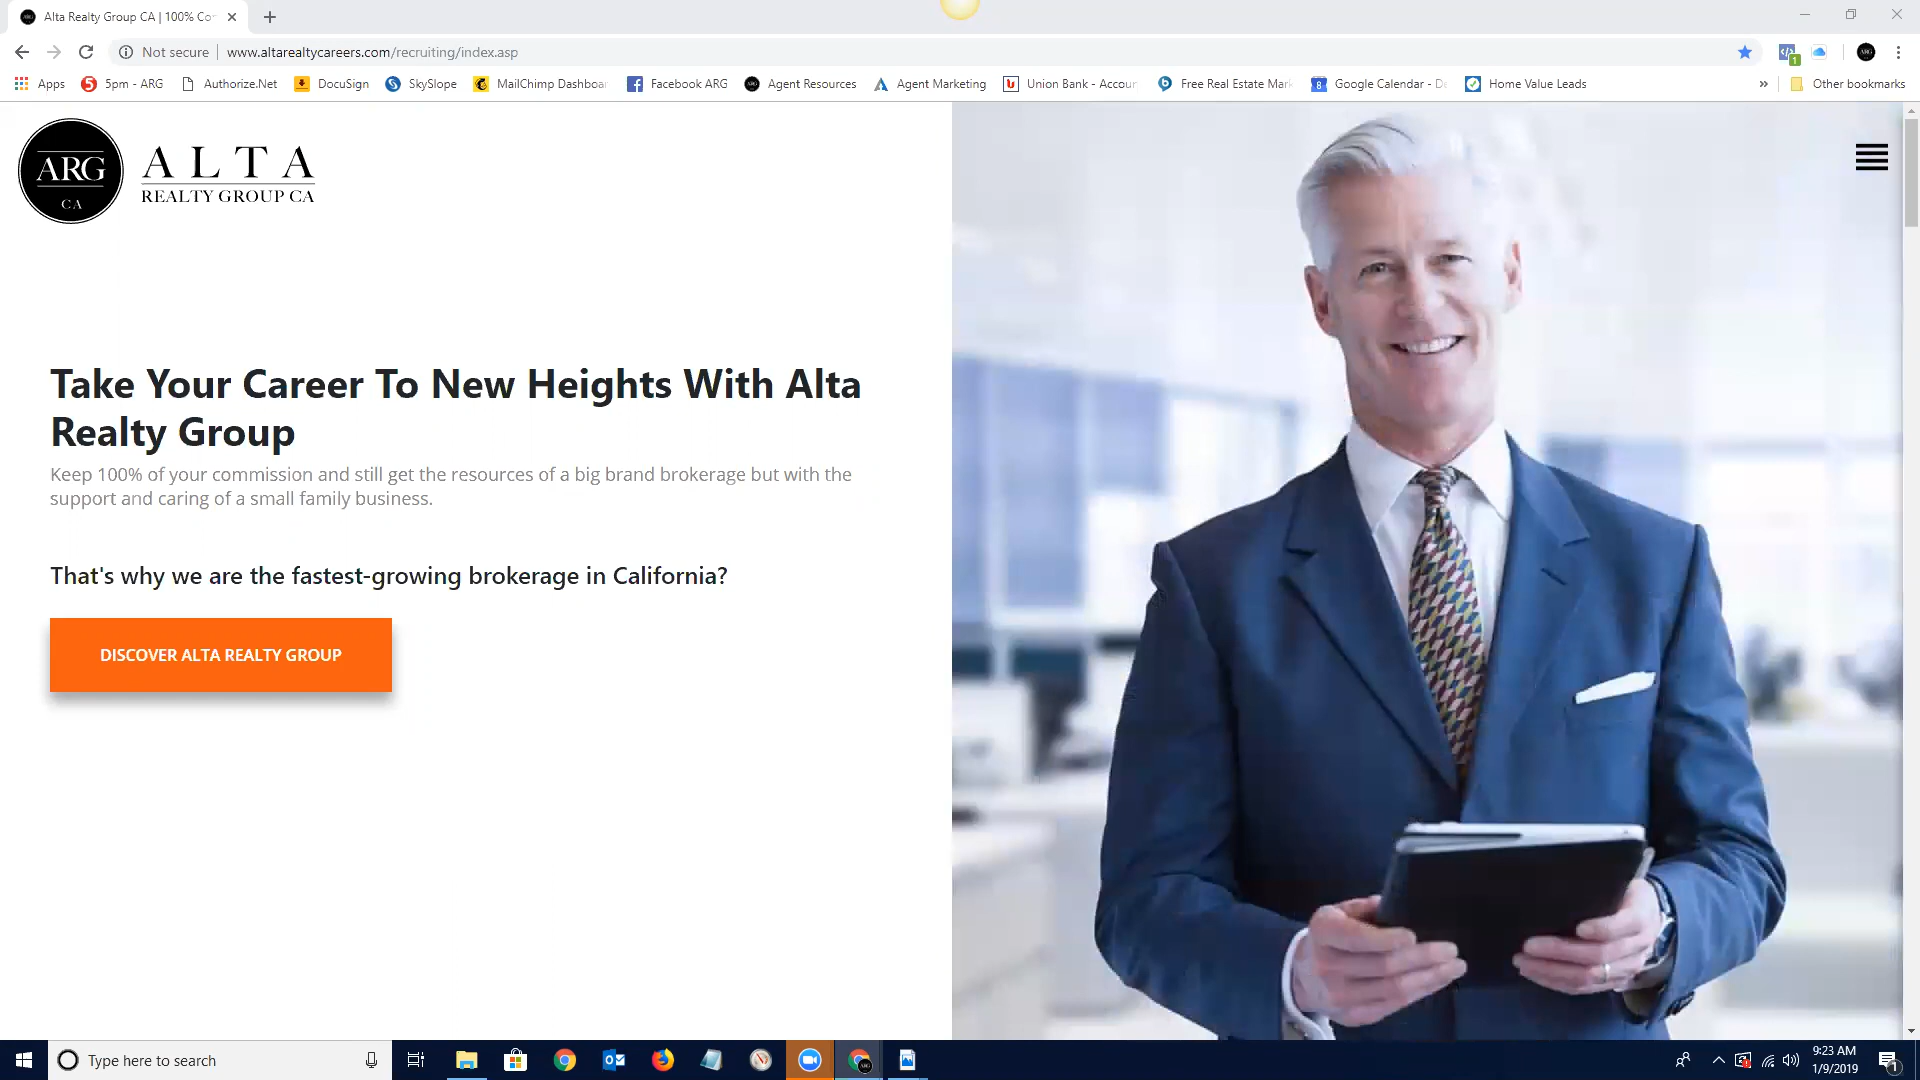 Alta Realty Group CA | 100% Co
Not secure
www.altarealtycareers.com/recruiting/index.asp
1
Apps
5pm - ARG
Authorize.Net
DocuSign
SkySlope
MailChimp Dashboa
Facebook ARG
Agent Resources
Agent Marketing
Union Bank - Accour
Free Real Estate Mark
Google Calendar - De
Home Value Leads
»
Other bookmarks
ARG
CA
ALTA
REALTY GROUP CA
Take Your Career To New Heights With Alta
Realty Group
Keep 100% of your commission and still get the resources of a big brand brokerage but with the
support and caring of a small family business.
That's why we are the fastest-growing brokerage in California?
DISCOVER ALTA REALTY GROUP
Type here to search
9:23 AM
1/9/2019
1